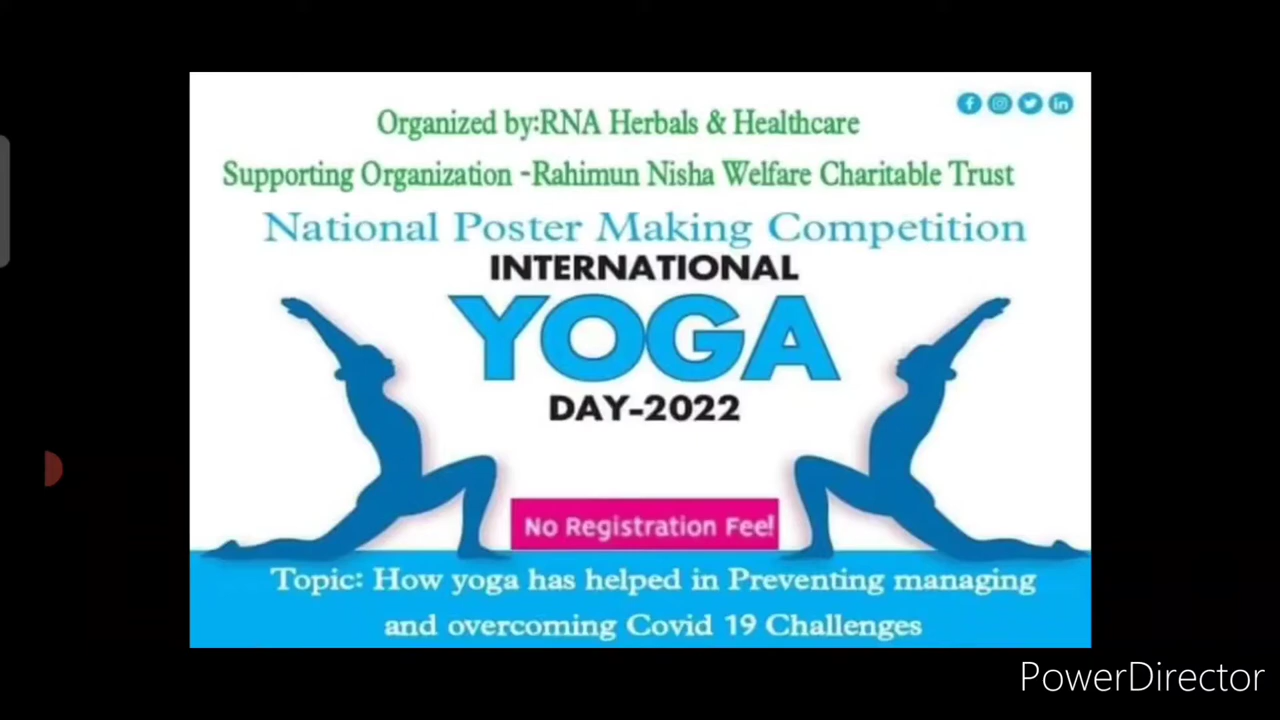 Organized by:RNA Herbals & Healthcare
Supporting Organization -Rahimun Nisha Welfare Charitable Trust
National Poster Making Competition
INTERNATIONAL
YOGA
DAY-2022
No Registration Fee!
Topic: How yoga has helped in Preventing managing
and overcoming Covid 19 Challenges
PowerDirector